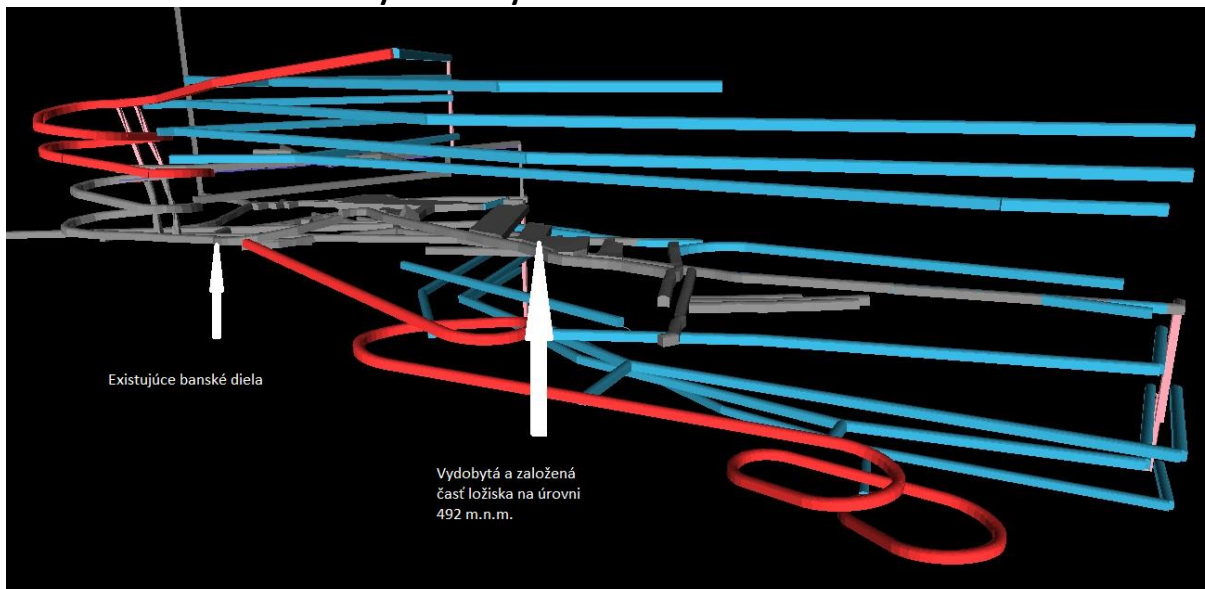 Existujúce banské diela
Vydobytá a založená
časť ložiska na úrovni
492 m.n.m.